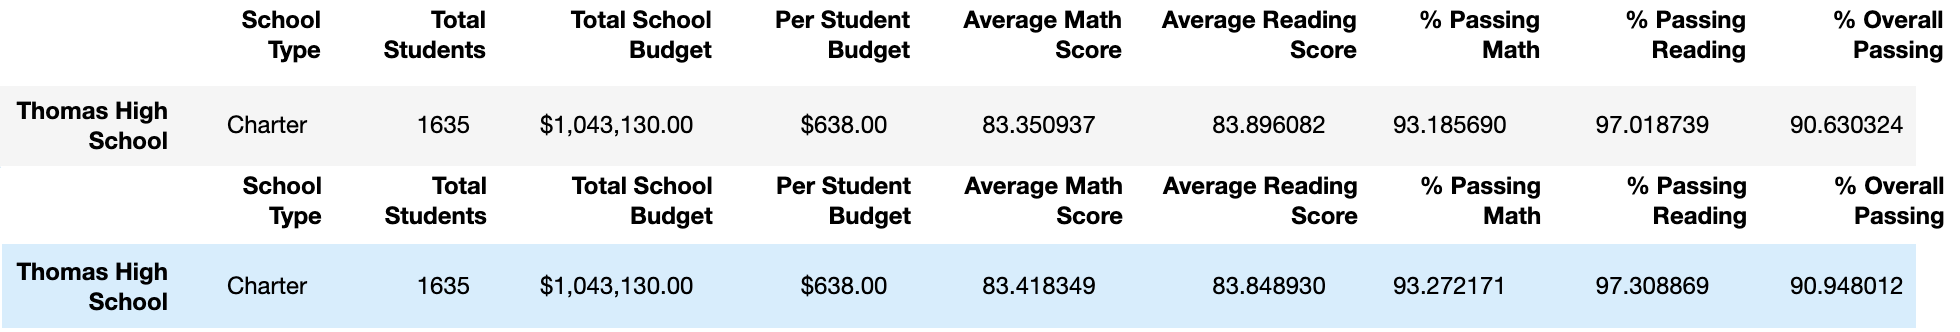 School Total Total School Per Student Average Math Average Reading % Passing % Passing % Overall
Type Students Budget Budget Score Score Math Reading Passing
Thomas High
School Charter 1635 $1,043,130.00 $638.00 83.350937 83.896082 93.185690 97.018739 90.630324
School Total Total School Per Student Average Math Average Reading % Passing % Passing % Overall
Type Students Budget Budget Score Score Math Reading Passing
Thomas High
School Charter 1635 $1,043,130.00 $638.00 83.418349 83.848930 93.272171 97.308869 90.948012